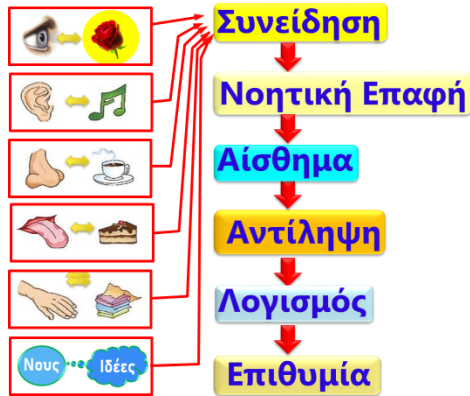 Συνείδηση
Νοητική Επαφή
Αίσθημα
Αντίληψη
Λογισμός
Επιθυμία
Νους
Ιδέες